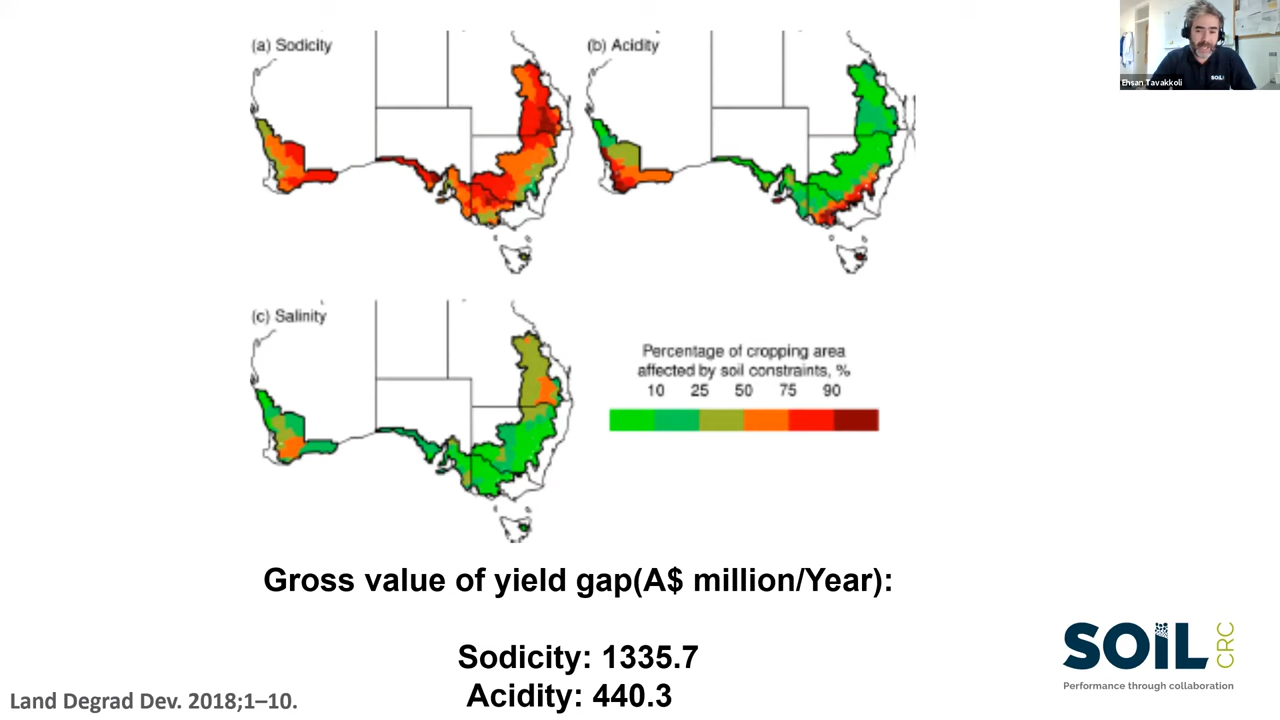 (a) Sodicity
(b) Acidity
Ehsan Tavakkoli
SOIL
(c) Salinity
Percentage of cropping area
affected by soil constraints, %
10 25 50 75 90
Gross value of yield gap(A$ million/Year):
Sodicity: 1335.7
Acidity: 440.3
Land Degrad Dev. 2018;1–10.
SOIL CRC
Performance through collaboration